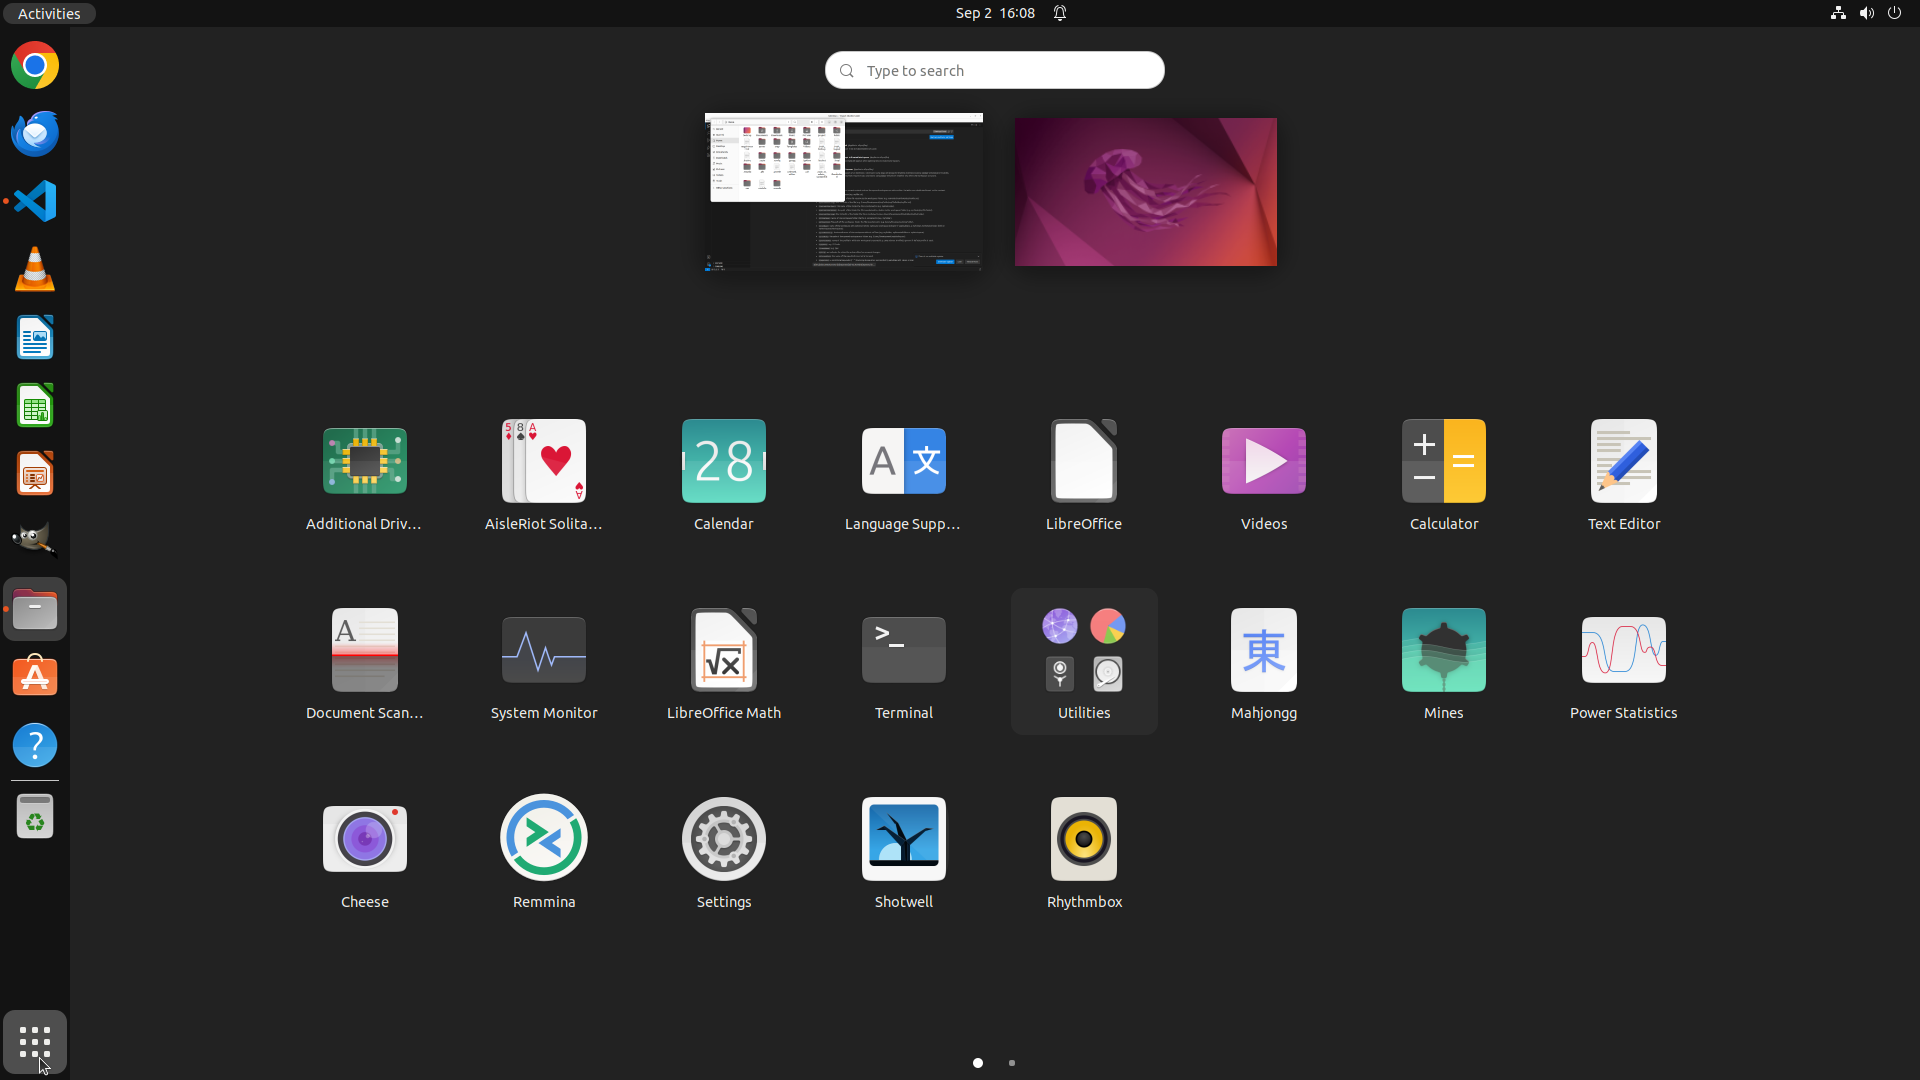 Activities
Sep 2 16:08
Type to search
Additional Driv...
AisleRiot Solita...
Calendar
Language Supp...
LibreOffice
Videos
Calculator
Text Editor
Document Scan...
System Monitor
LibreOffice Math
Terminal
Utilities
Mahjongg
Mines
Power Statistics
Cheese
Remmina
Settings
Shotwell
Rhythmbox